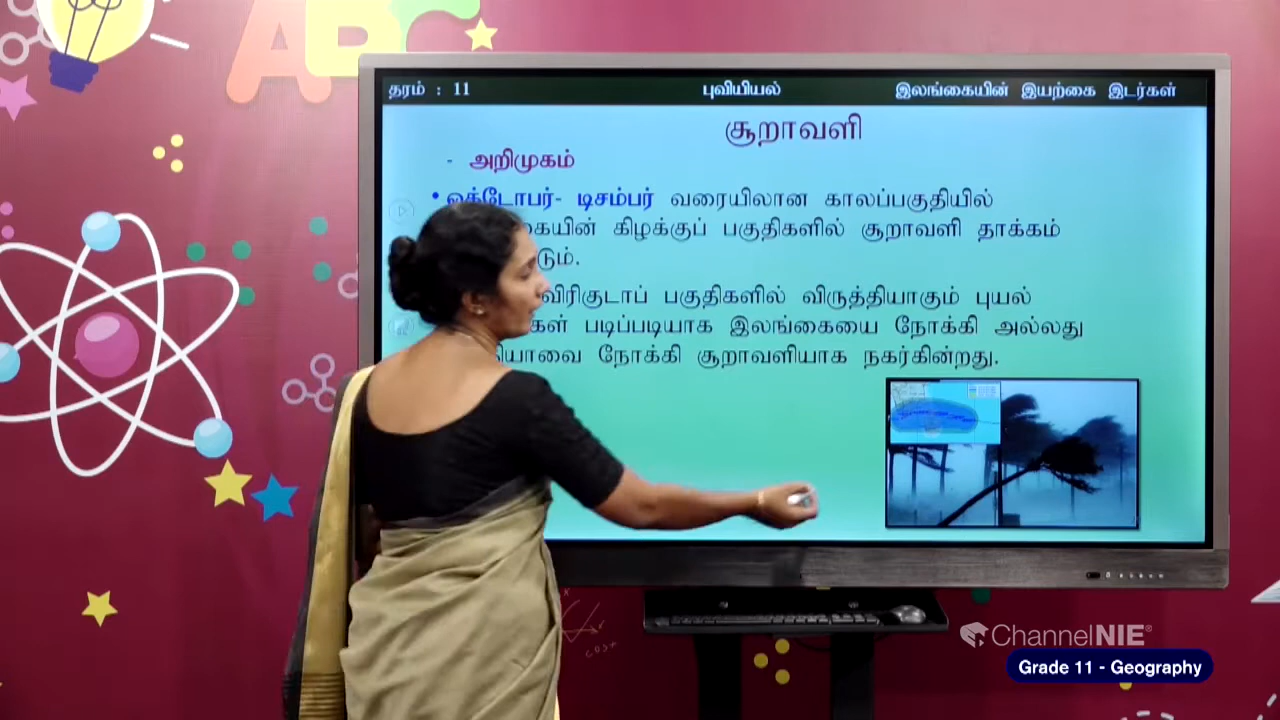 ABC
தரம் : 11 புவியியல் இலங்கையின் இயற்கை இடர்கள்
சூறாவளி
- அறிமுகம்
• ஒக்டோபர்- டிசம்பர் வரையிலான காலப்பகுதியில்
கையின் கிழக்குப் பகுதிகளில் சூறாவளி தாக்கம்
டும்.
விரிகுடாப் பகுதிகளில் விருத்தியாகும் புயல்
கள் படிப்படியாக இலங்கையை நோக்கி அல்லது
யாவை நோக்கி சூறாவளியாக நகர்கின்றது.
ChannelNIE®
Grade 11 - Geography